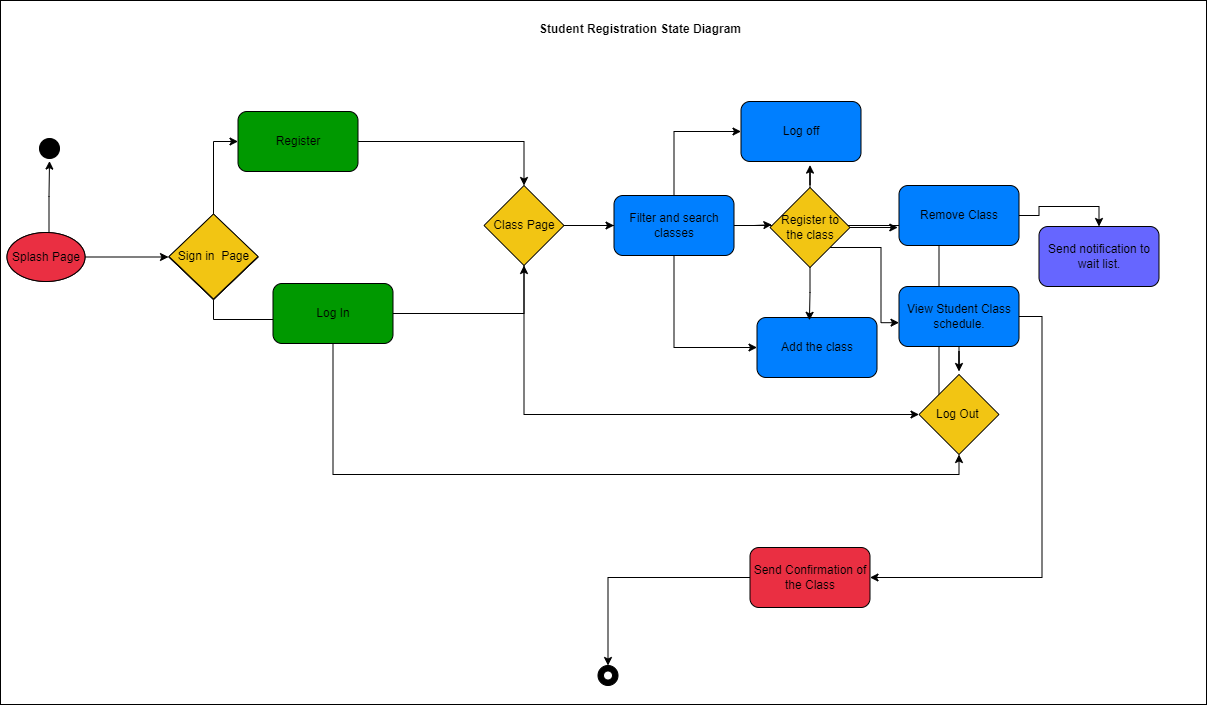 Student Registration State Diagram
Log off
Register
Remove Class
Filter and search
classes
Register to
the class
Class Page
Send notification to
wait list.
Splash Page
Sign in  Page
Log In
View Student Class
schedule.
Add the class
Log Out
Send Confirmation of
the Class